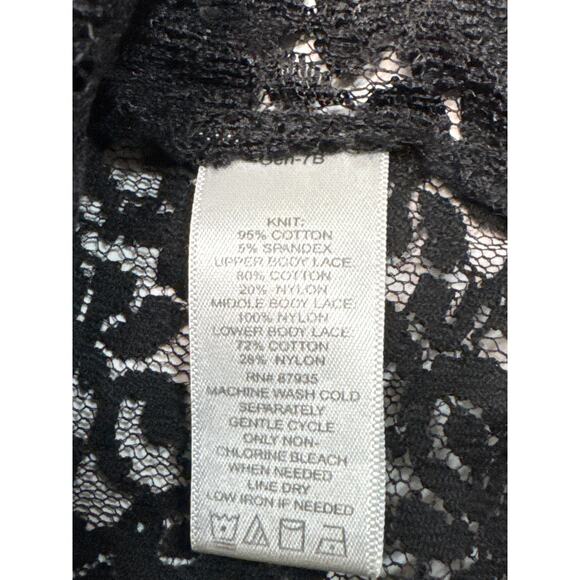 Gen-7B
KNIT:
95% COTTON
5% SPANDEX
UPPER BODY LACE:
80% COTTON
20% NYLON
MIDDLE BODY LACE:
100% NYLON
LOWER BODY LACE:
72% COTTON
28% NYLON
RN# 87935
MACHINE WASH COLD
SEPARATELY
GENTLE CYCLE
ONLY NON-
CHLORINE BLEACH
WHEN NEEDED
LINE DRY
LOW IRON IF NEEDED